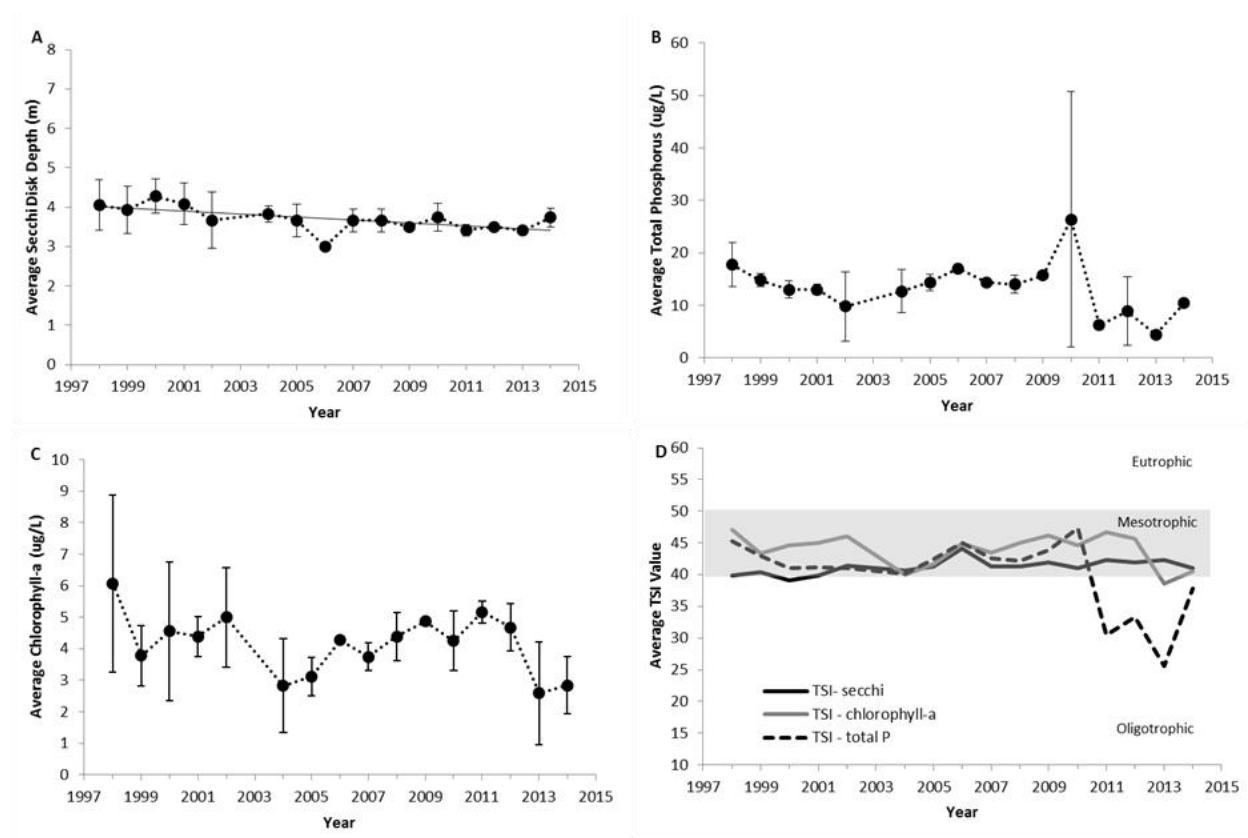 A
Average Secchi Disk Depth (m)
8
7
6
5
4
3
2
1
0
1997 1999 2001 2003 2005 2007 2009 2011 2013 2015
Year
B
Average Total Phosphorus (ug/L)
60
50
40
30
20
10
0
1997 1999 2001 2003 2005 2007 2009 2011 2013 2015
Year
C
Average Chlorophyll-a (ug/L)
10
9
8
7
6
5
4
3
2
1
0
1997 1999 2001 2003 2005 2007 2009 2011 2013 2015
Year
D
Average TSI Value
60
55
50
45
40
35
30
25
20
15
10
Eutrophic
Mesotrophic
Oligotrophic
TSI- secchi
TSI - chlorophyll-a
TSI - total P
1997 1999 2001 2003 2005 2007 2009 2011 2013 2015
Year